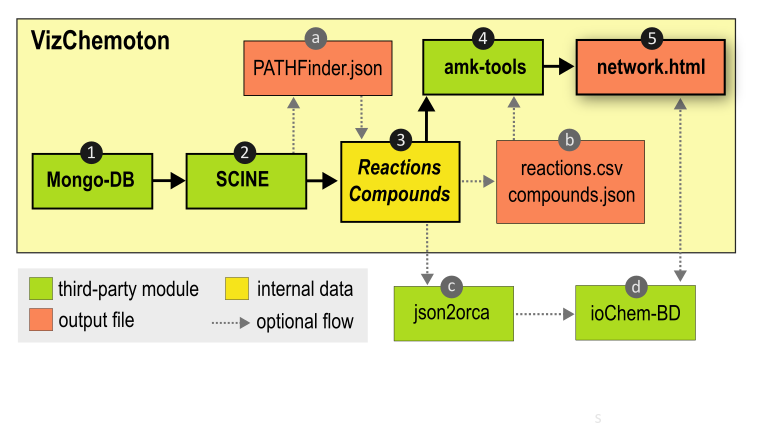 VizChemoton
a
PATHFinder.json
4
amk-tools
5
network.html
1
Mongo-DB
2
SCINE
3
Reactions
Compounds
b
reactions.csv
compounds.json
third-party module
internal data
output file
optional flow
c
json2orca
d
ioChem-BD
s